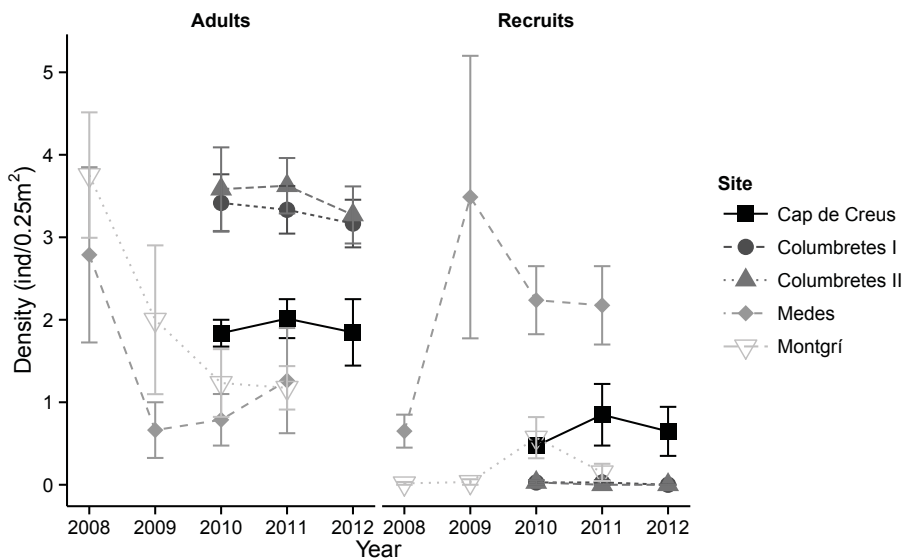 Adults Recruits
5
4
3
2
1
0
Density (ind/0.25m²)
2008 2009 2010 2011 2012 2008 2009 2010 2011 2012
Year
Site
Cap de Creus
Columbretes I
Columbretes II
Medes
Montgrí